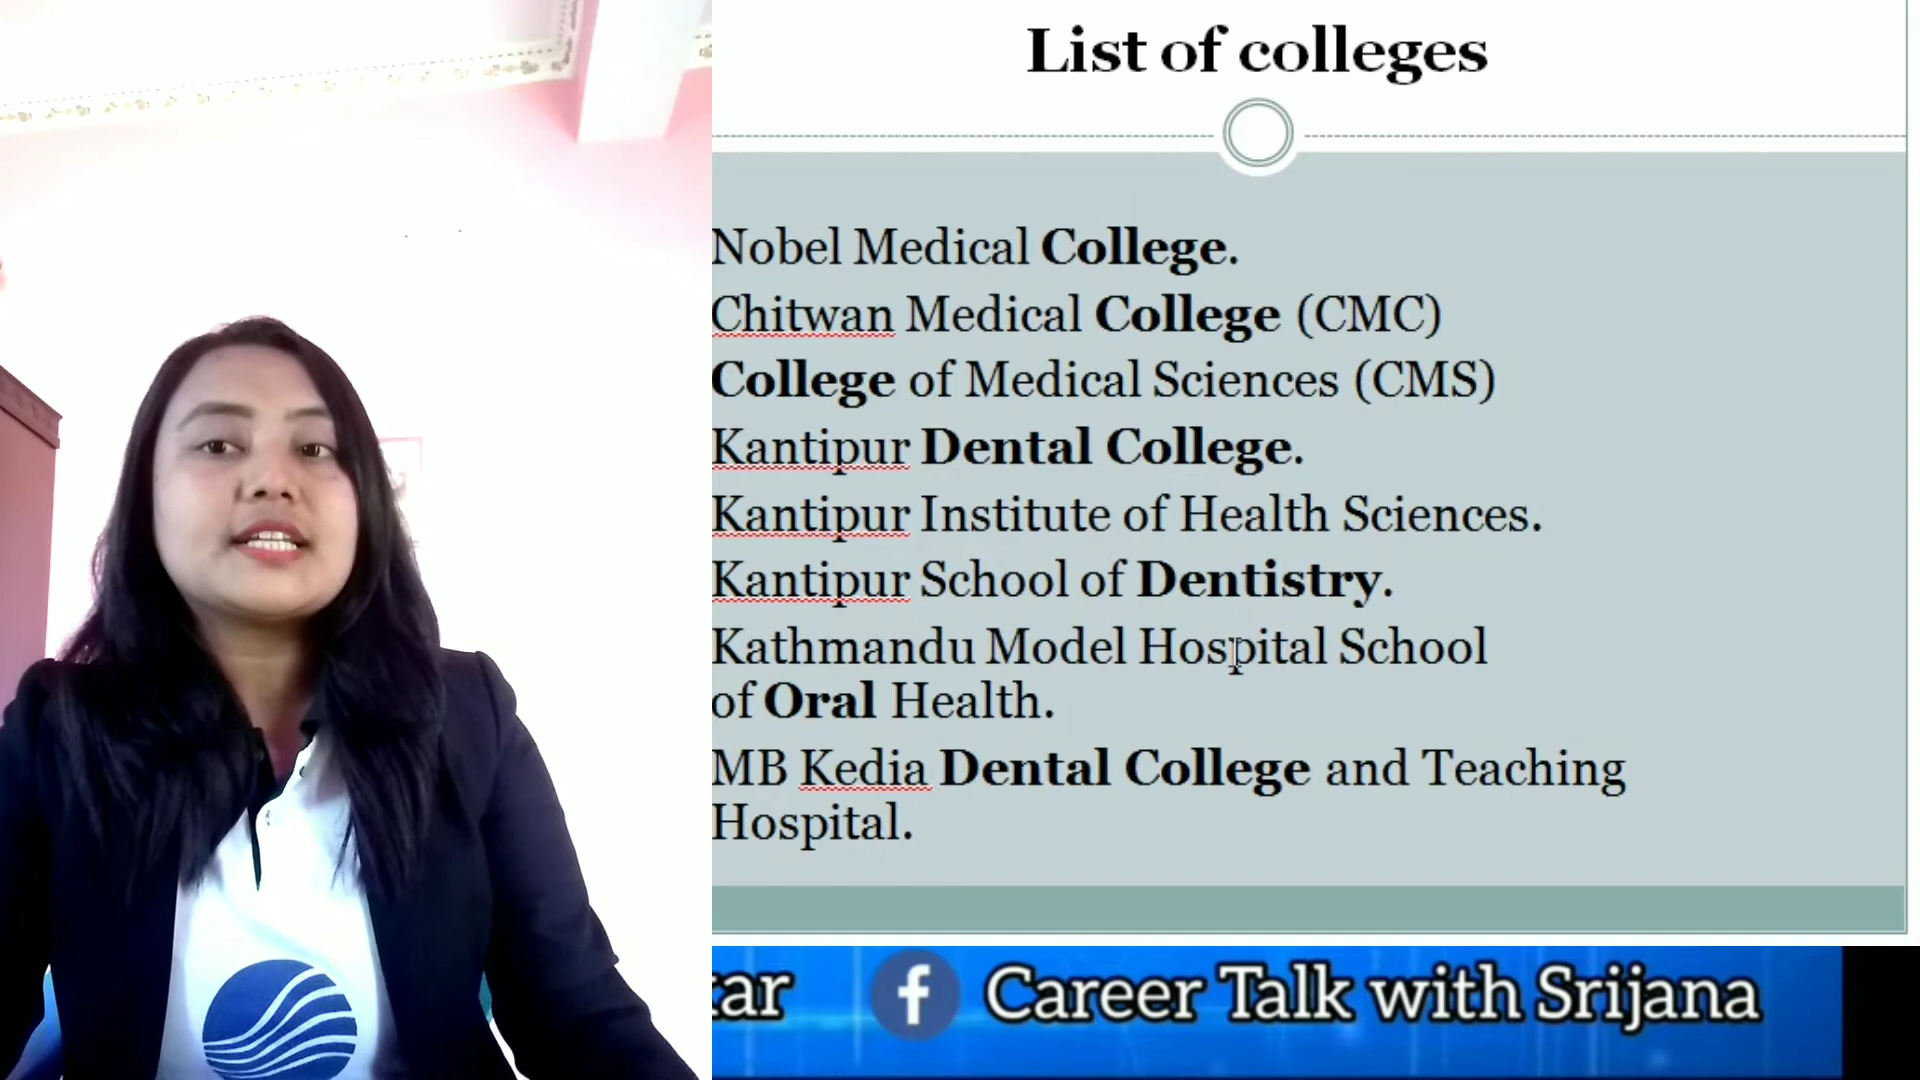 List of colleges
Nobel Medical College.
Chitwan Medical College (CMC)
College of Medical Sciences (CMS)
Kantipur Dental College.
Kantipur Institute of Health Sciences.
Kantipur School of Dentistry.
Kathmandu Model Hospital School
of Oral Health.
MB Kedia Dental College and Teaching
Hospital.
Career Talk with Srijana